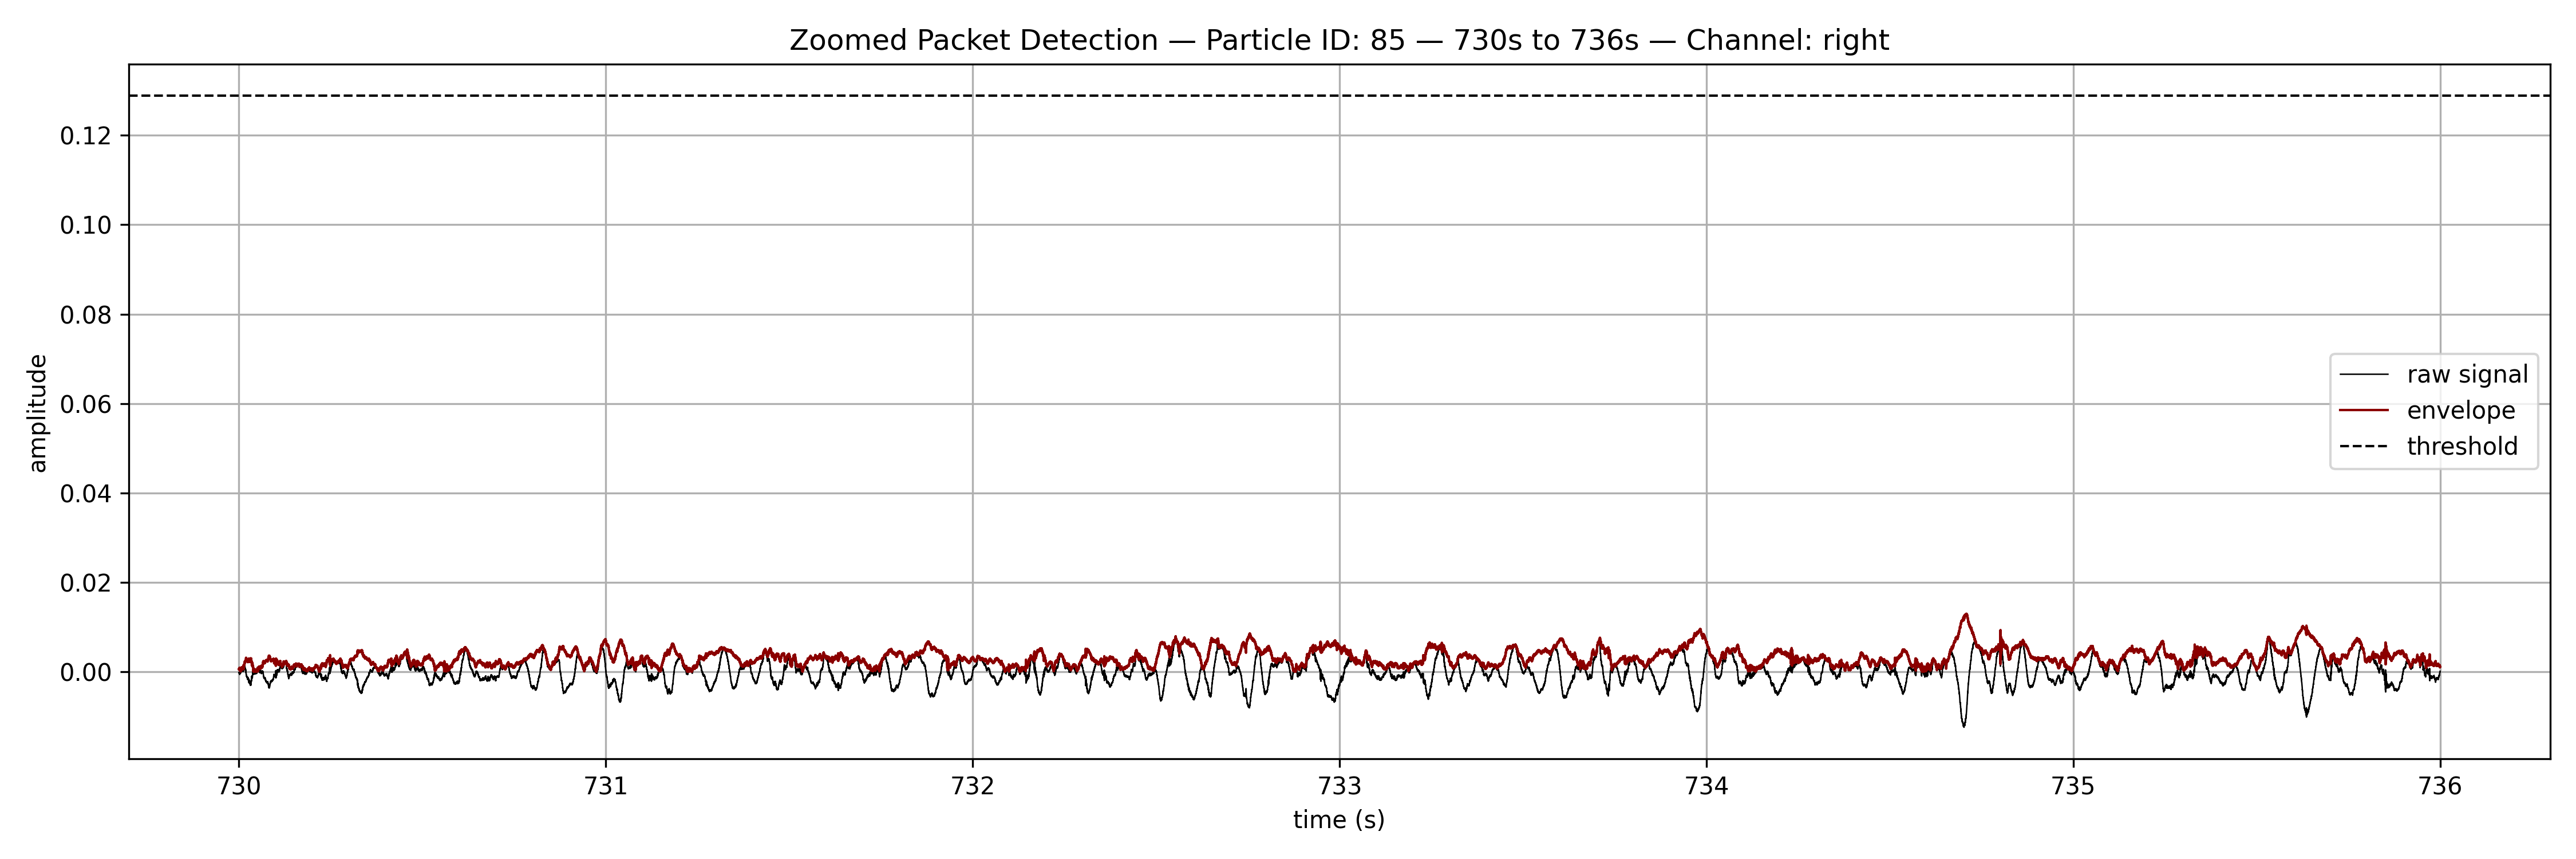 Zoomed Packet Detection — Particle ID: 85 — 730s to 736s — Channel: right
amplitude
0.12
0.10
0.08
0.06
0.04
0.02
0.00
raw signal
envelope
threshold
730 731 732 733 734 735 736
time (s)